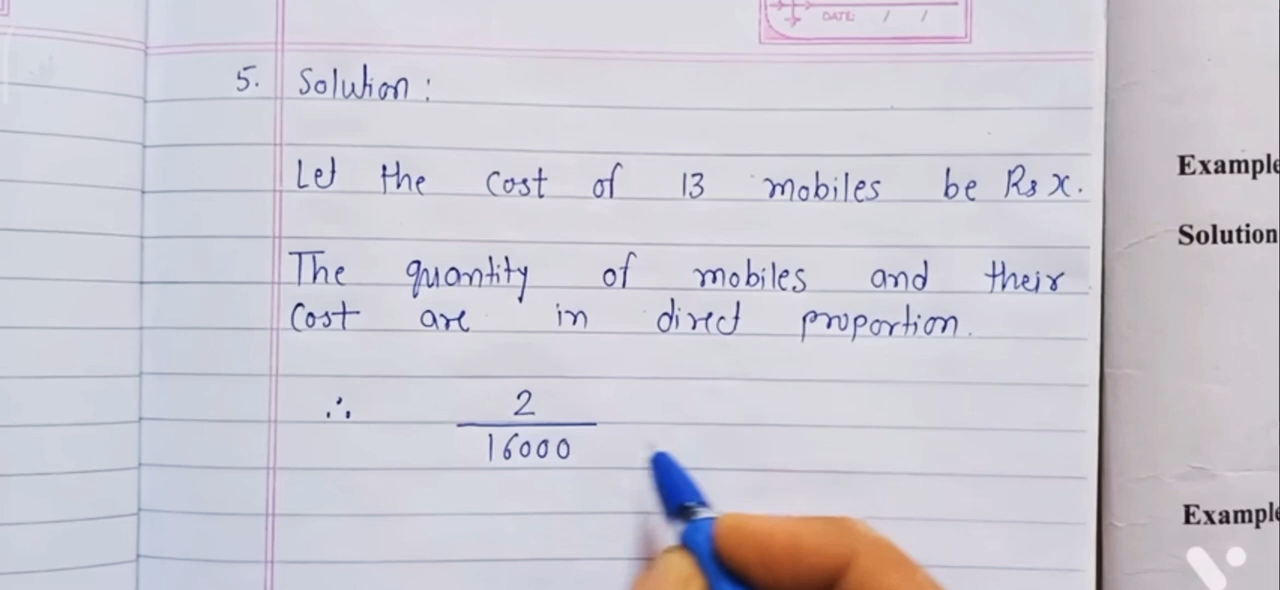 DATE: / /
5. Solution:
Let the cost of 13 mobiles be Rs x.
The quantity of mobiles and their
Cost are in direct proportion.
∴ 2
16000
Example
Solution
Example